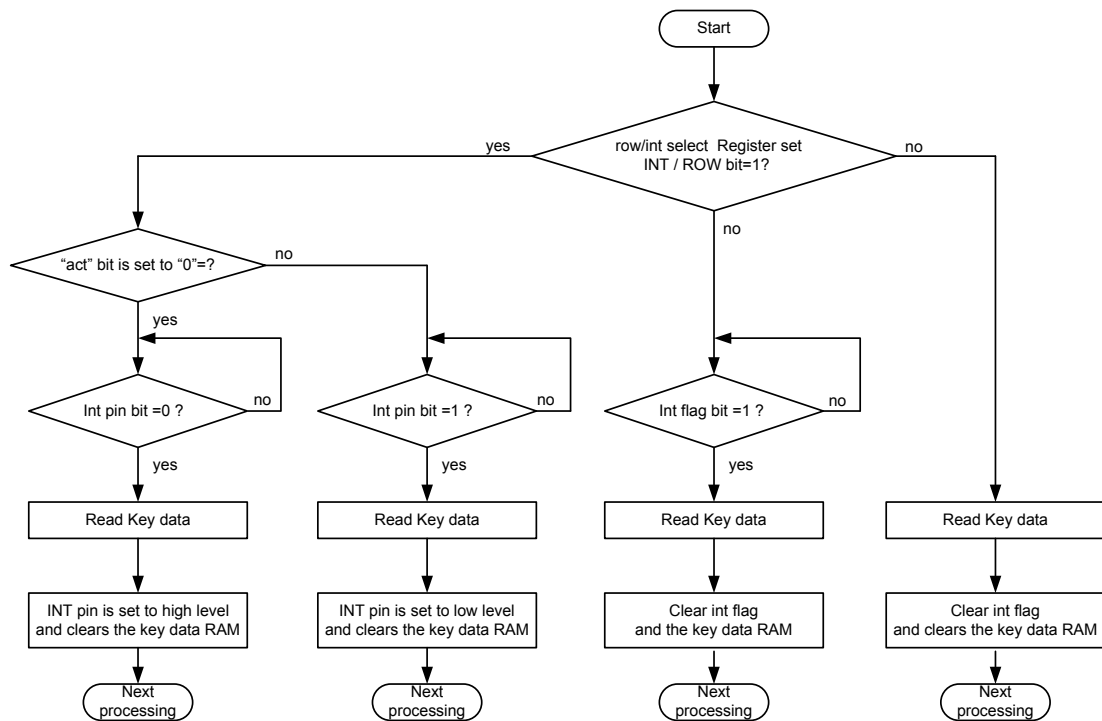 Start
row/int select Register set
INT / ROW bit=1?
yes
no
no
“act” bit is set to “0”=?
no
yes
Int pin bit =0 ?
no
Int pin bit =1 ?
no
Int flag bit =1 ?
no
yes
yes
yes
Read Key data
Read Key data
Read Key data
Read Key data
INT pin is set to high level
and clears the key data RAM
INT pin is set to low level
and clears the key data RAM
Clear int flag
and the key data RAM
Clear int flag
and clears the key data RAM
Next
processing
Next
processing
Next
processing
Next
processing